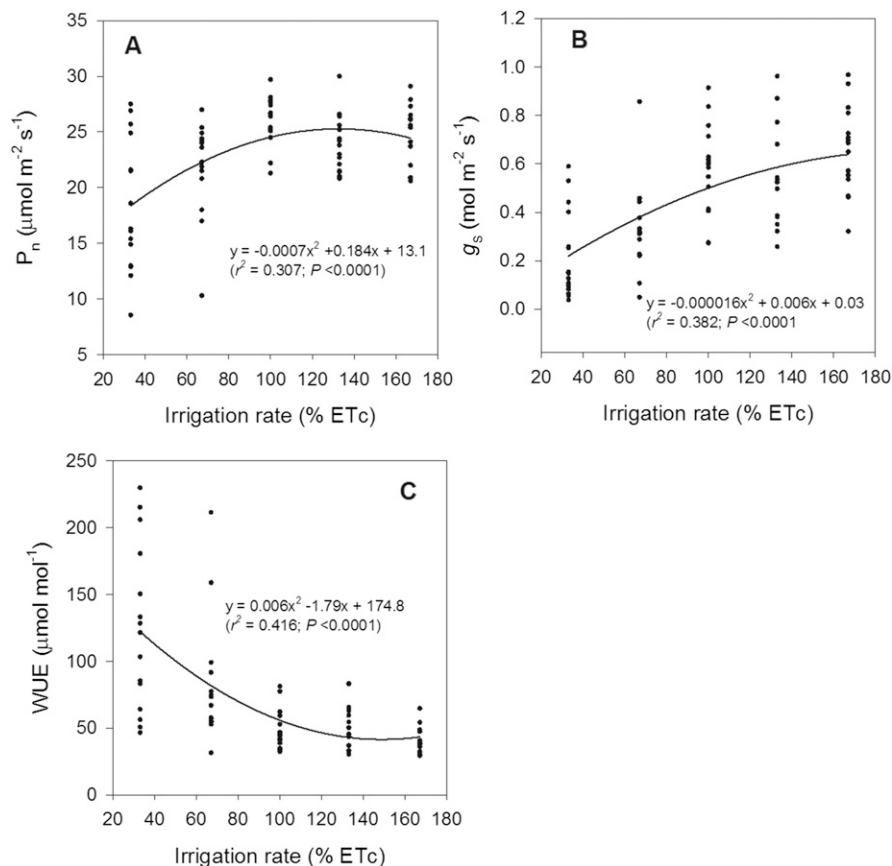 A
35
30
25
20
15
10
5
Pn (μmol m-2 s-1)
y = -0.0007x2 +0.184x + 13.1
(r2 = 0.307; P <0.0001)
20 40 60 80 100 120 140 160 180
Irrigation rate (% ETc)
B
1.2
1.0
0.8
0.6
0.4
0.2
0.0
gs (mol m-2 s-1)
y = -0.000016x2 + 0.006x + 0.03
(r2 = 0.382; P <0.0001
20 40 60 80 100 120 140 160 180
Irrigation rate (% ETc)
C
250
200
150
100
50
0
WUE (μmol mol-1)
y = 0.006x2 -1.79x + 174.8
(r2 = 0.416; P <0.0001)
20 40 60 80 100 120 140 160 180
Irrigation rate (% ETc)